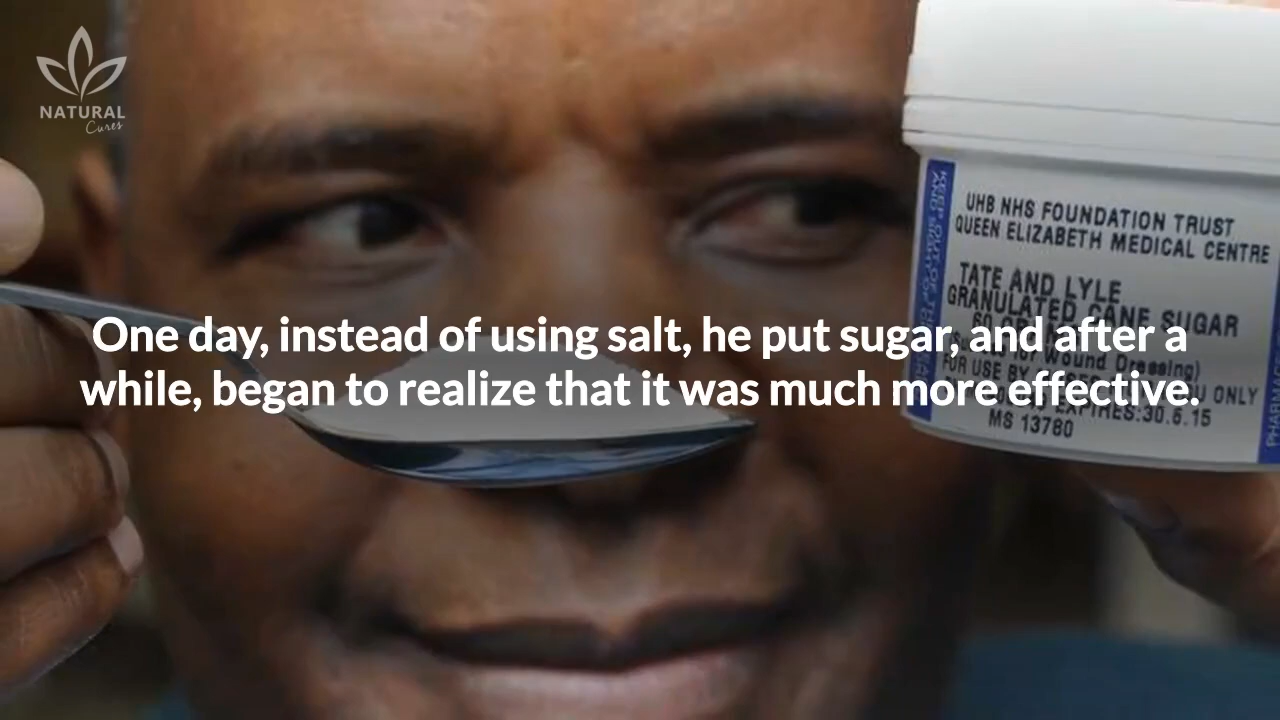 NATURAL
Cures
UHB NHS FOUNDATION TRUST
QUEEN ELIZABETH MEDICAL CENTRE
TATE AND LYLE
GRANULATED CANE SUGAR
One day, instead of using salt, he put sugar, and after a
while, began to realize that it was much more effective.
for Wound Dressing)
FOR USE BY
ONLY
EXPIRES:30.6.15
MS 13780